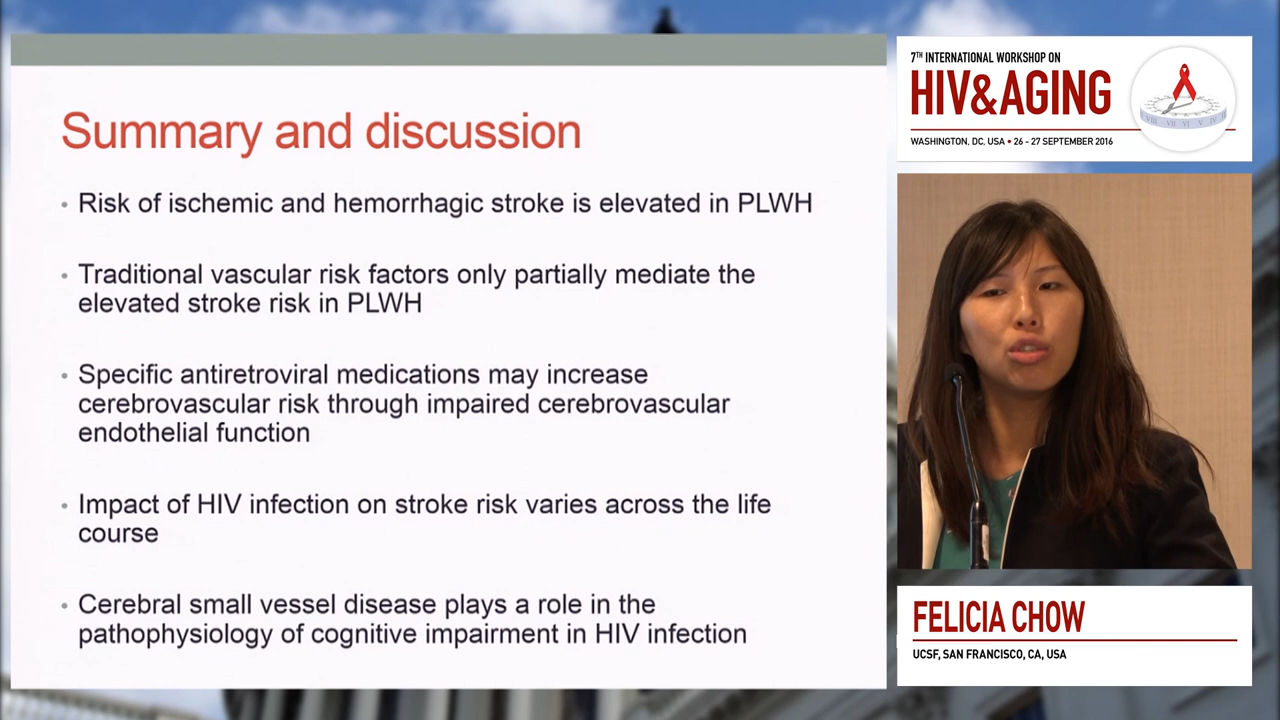 Summary and discussion
• Risk of ischemic and hemorrhagic stroke is elevated in PLWH
• Traditional vascular risk factors only partially mediate the
elevated stroke risk in PLWH
• Specific antiretroviral medications may increase
cerebrovascular risk through impaired cerebrovascular
endothelial function
• Impact of HIV infection on stroke risk varies across the life
course
• Cerebral small vessel disease plays a role in the
pathophysiology of cognitive impairment in HIV infection
7TH INTERNATIONAL WORKSHOP ON
HIV&AGING
WASHINGTON, DC, USA • 26 - 27 SEPTEMBER 2016
FELICIA CHOW
UCSF, SAN FRANCISCO, CA, USA